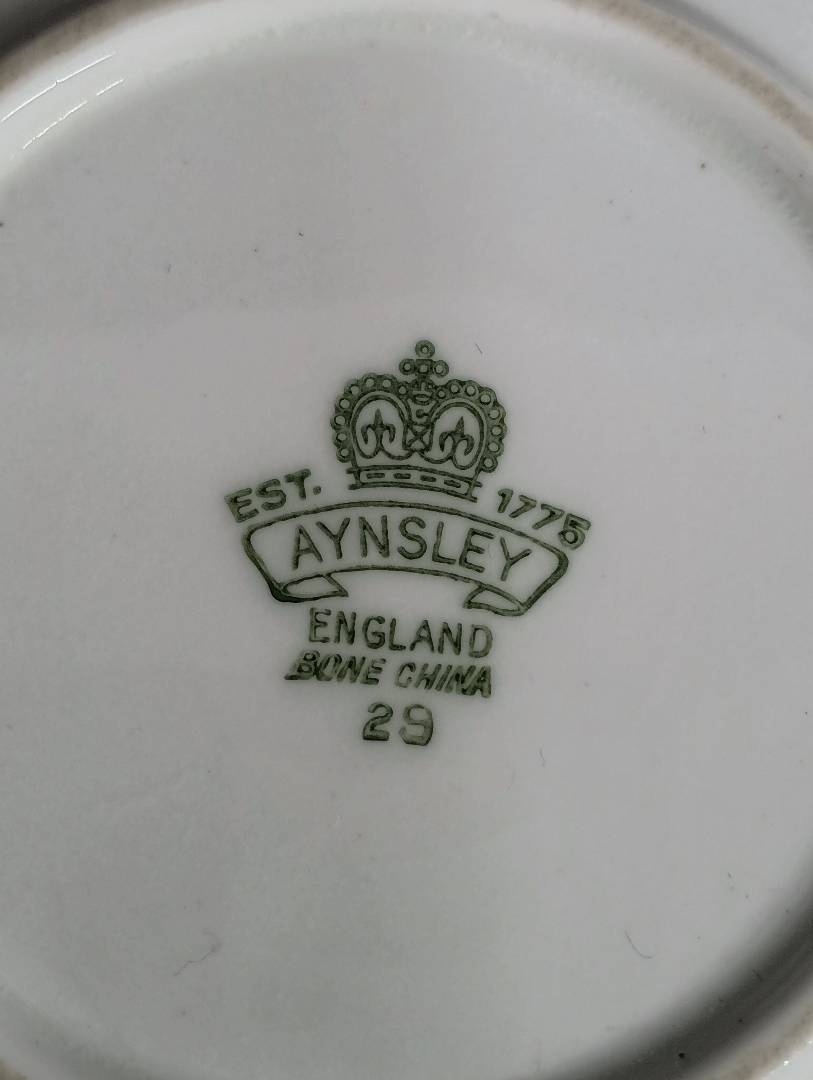 EST. 1775
AYNSLEY
ENGLAND
BONE CHINA
29